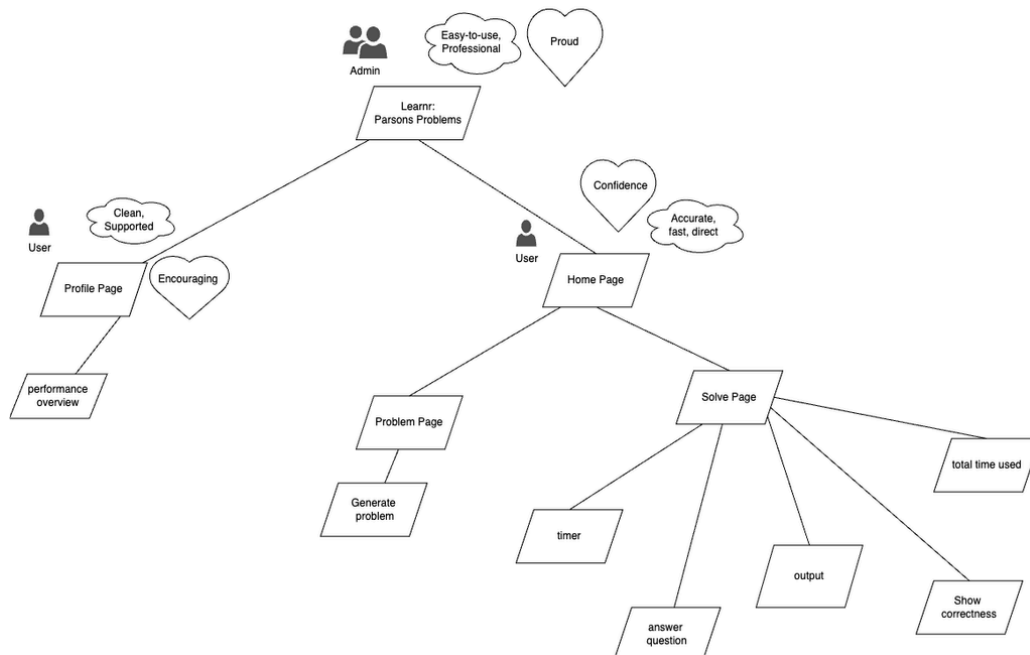 Easy-to-use,
Professional
Proud
Admin
Learnr:
Parsons Problems
Clean,
Supported
User
Confidence
Accurate,
fast, direct
User
Profile Page
Encouraging
Home Page
performance
overview
Problem Page
Solve Page
total time used
Generate
problem
timer
output
Show
correctness
answer
question